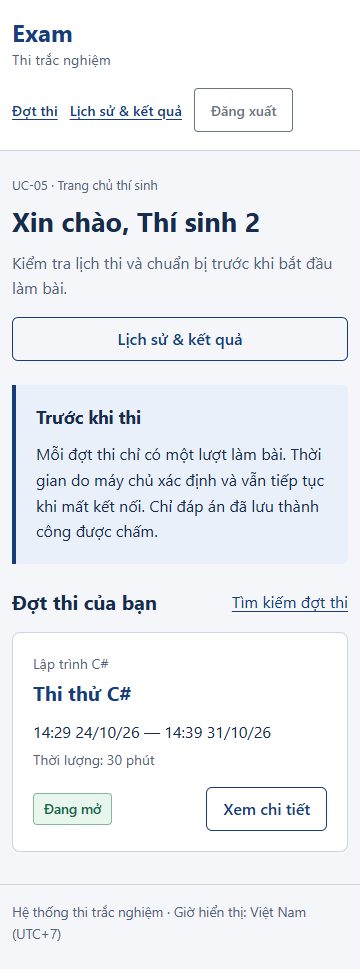 Exam
Thi trắc nghiệm
Đợt thi Lịch sử & kết quả Đăng xuất
UC-05 · Trang chủ thí sinh
Xin chào, Thí sinh 2
Kiểm tra lịch thi và chuẩn bị trước khi bắt đầu
làm bài.
Lịch sử & kết quả
Trước khi thi
Mỗi đợt thi chỉ có một lượt làm bài. Thời
gian do máy chủ xác định và vẫn tiếp tục
khi mất kết nối. Chỉ đáp án đã lưu thành
công được chấm.
Đợt thi của bạn Tìm kiếm đợt thi
Lập trình C#
Thi thử C#
14:29 24/10/26 — 14:39 31/10/26
Thời lượng: 30 phút
Đang mở Xem chi tiết
Hệ thống thi trắc nghiệm · Giờ hiển thị: Việt Nam
(UTC+7)